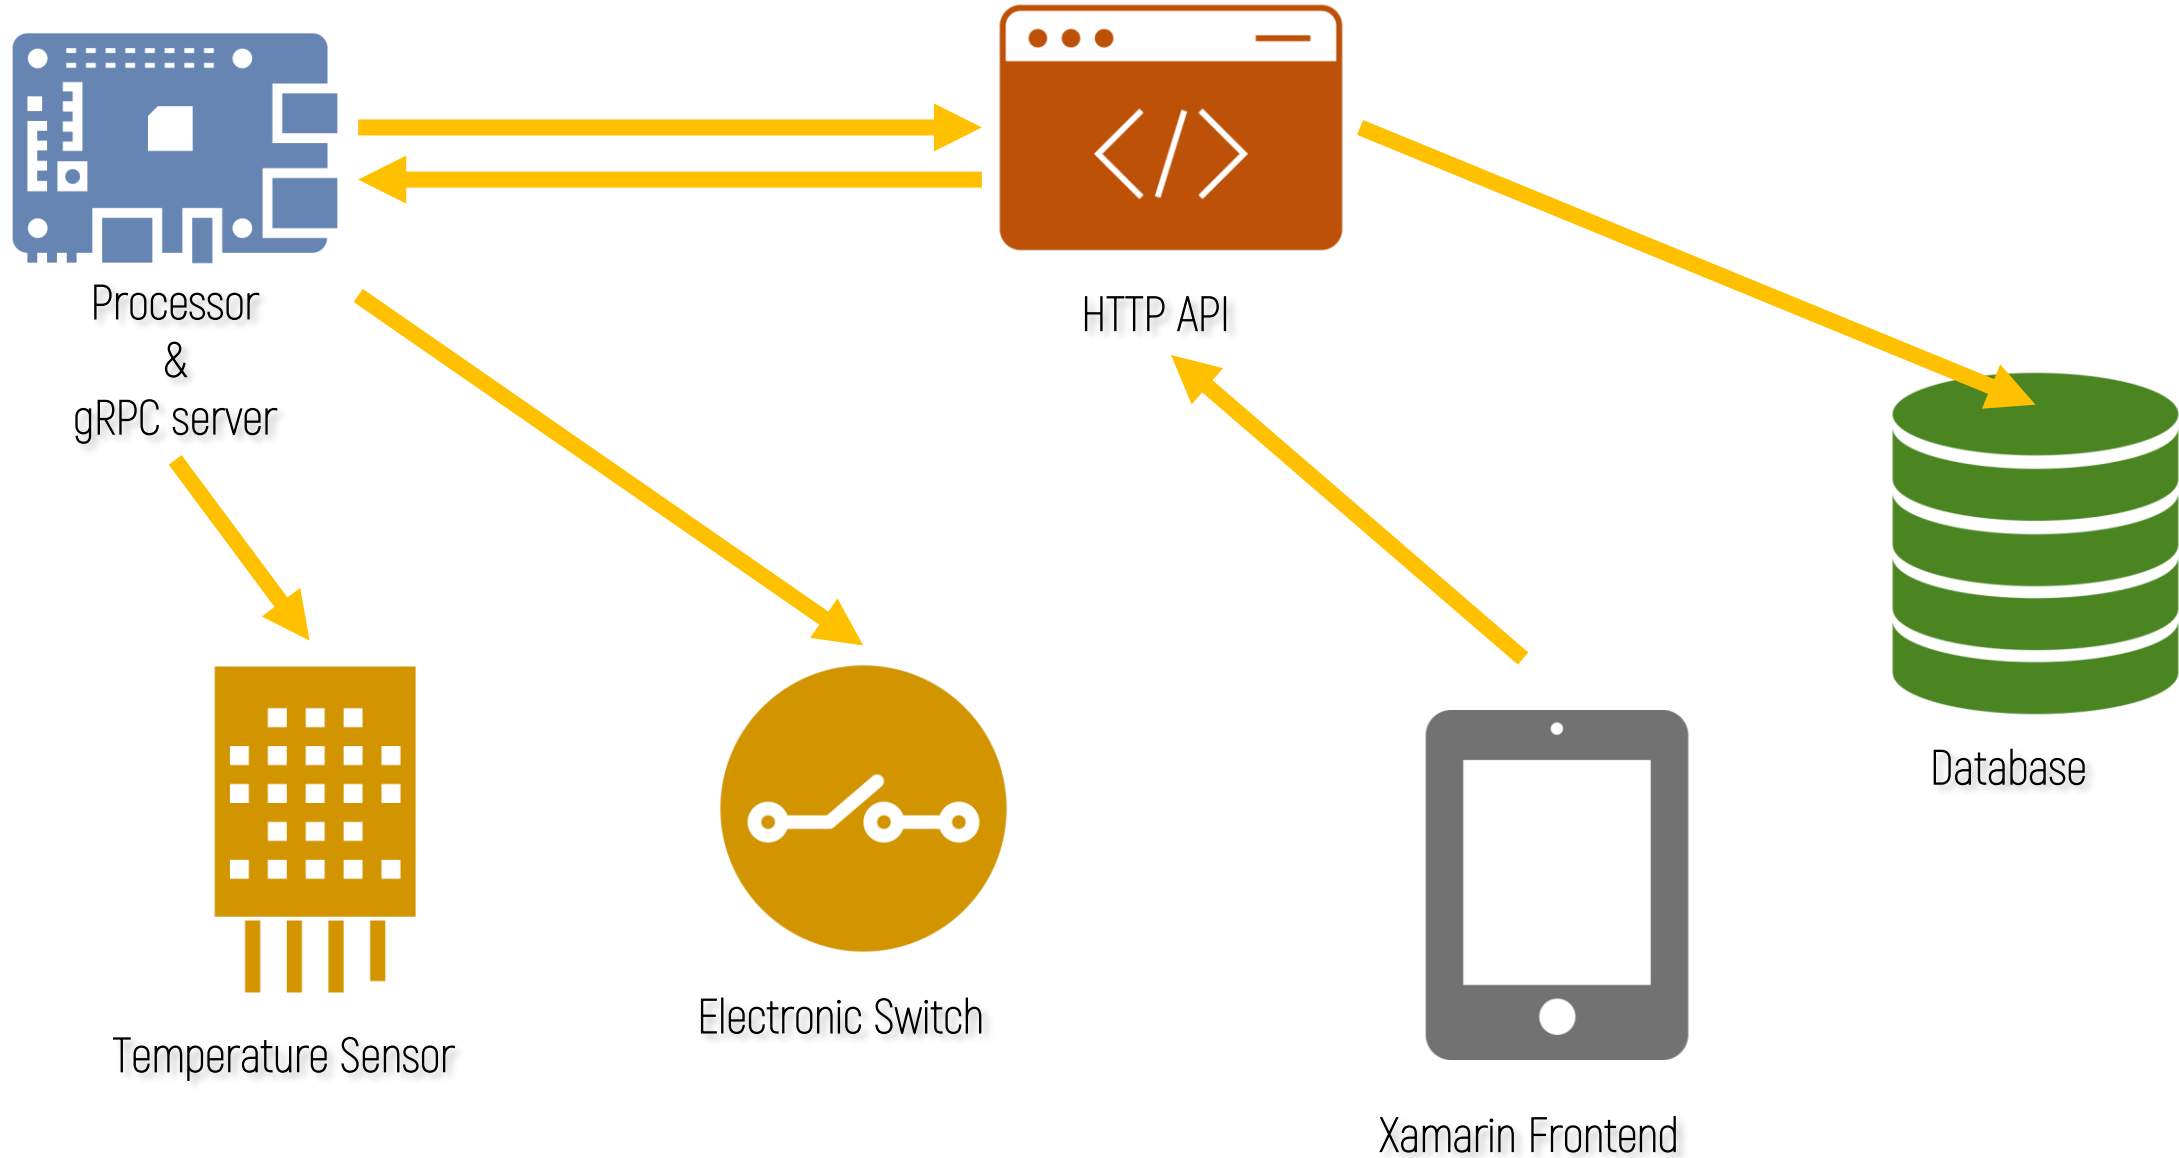 Processor
&
gRPC server
HTTP API
Database
Temperature Sensor
Electronic Switch
Xamarin Frontend